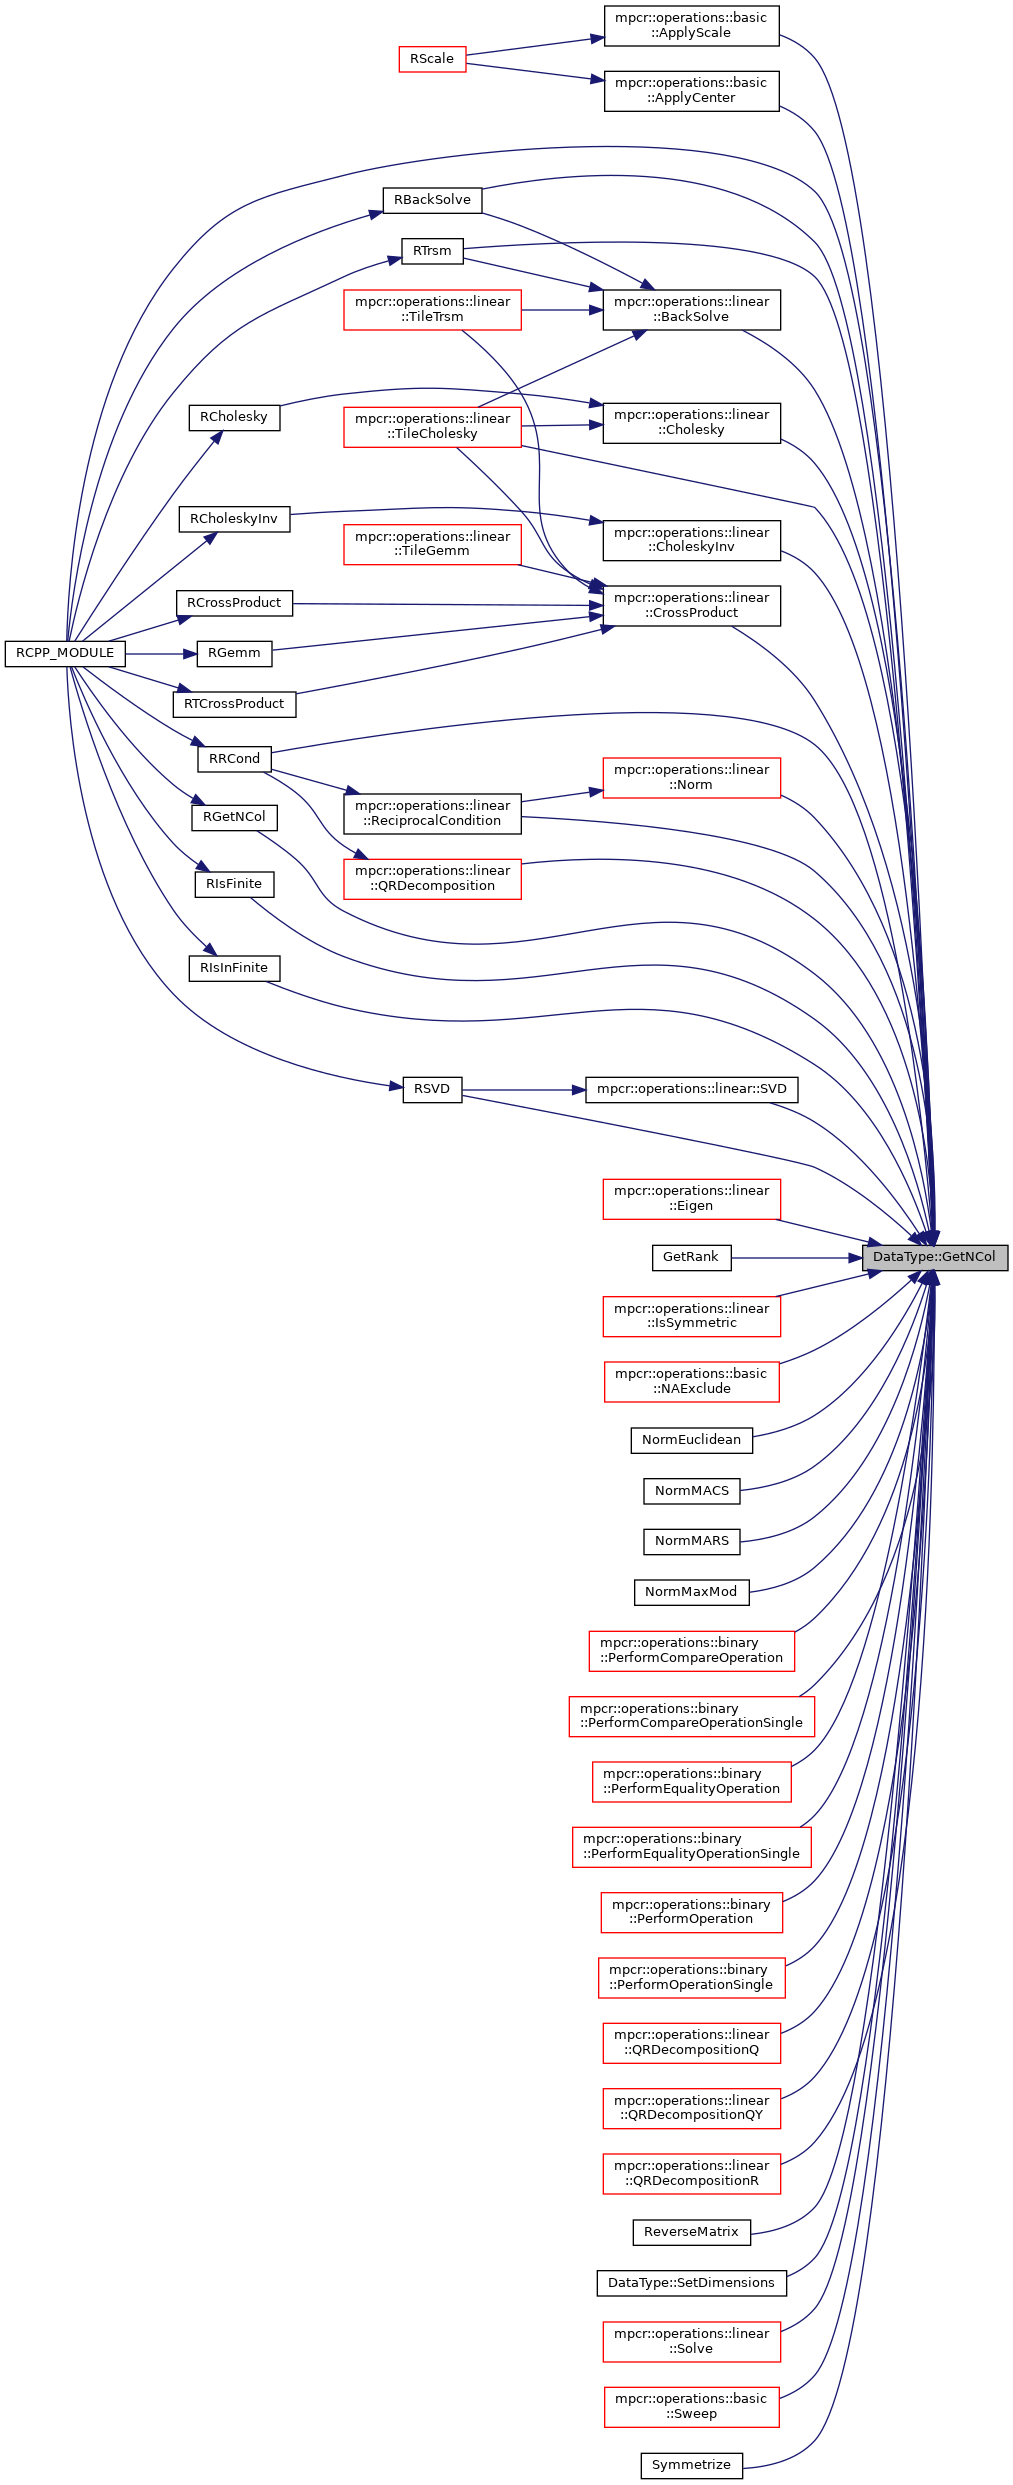 mpcr::operations::basic
::ApplyScale
RScale
mpcr::operations::basic
::ApplyCenter
RBackSolve
RTrsm
mpcr::operations::linear
::TileTrsm
mpcr::operations::linear
::BackSolve
RCholesky
mpcr::operations::linear
::TileCholesky
mpcr::operations::linear
::Cholesky
RCholeskyInv
mpcr::operations::linear
::TileGemm
mpcr::operations::linear
::CholeskyInv
RCrossProduct
mpcr::operations::linear
::CrossProduct
RCPP_MODULE
RGemm
RTCrossProduct
RRCond
mpcr::operations::linear
::Norm
RGetNCol
mpcr::operations::linear
::ReciprocalCondition
RIsFinite
mpcr::operations::linear
::QRDecomposition
RIsInFinite
RSVD
mpcr::operations::linear::SVD
mpcr::operations::linear
::Eigen
GetRank
DataType::GetNCol
mpcr::operations::linear
::IsSymmetric
mpcr::operations::basic
::NAExclude
NormEuclidean
NormMACS
NormMARS
NormMaxMod
mpcr::operations::binary
::PerformCompareOperation
mpcr::operations::binary
::PerformCompareOperationSingle
mpcr::operations::binary
::PerformEqualityOperation
mpcr::operations::binary
::PerformEqualityOperationSingle
mpcr::operations::binary
::PerformOperation
mpcr::operations::binary
::PerformOperationSingle
mpcr::operations::linear
::QRDecompositionQ
mpcr::operations::linear
::QRDecompositionQY
mpcr::operations::linear
::QRDecompositionR
ReverseMatrix
DataType::SetDimensions
mpcr::operations::linear
::Solve
mpcr::operations::basic
::Sweep
Symmetrize